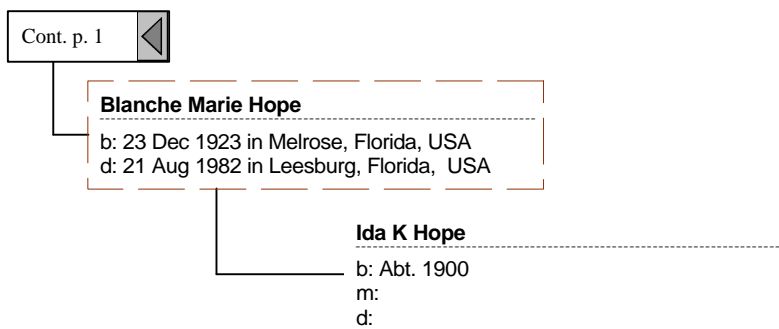 Cont. p. 1
Blanche Marie Hope
b: 23 Dec 1923 in Melrose, Florida, USA
d: 21 Aug 1982 in Leesburg, Florida,  USA
Ida K Hope
b: Abt. 1900
m:
d: